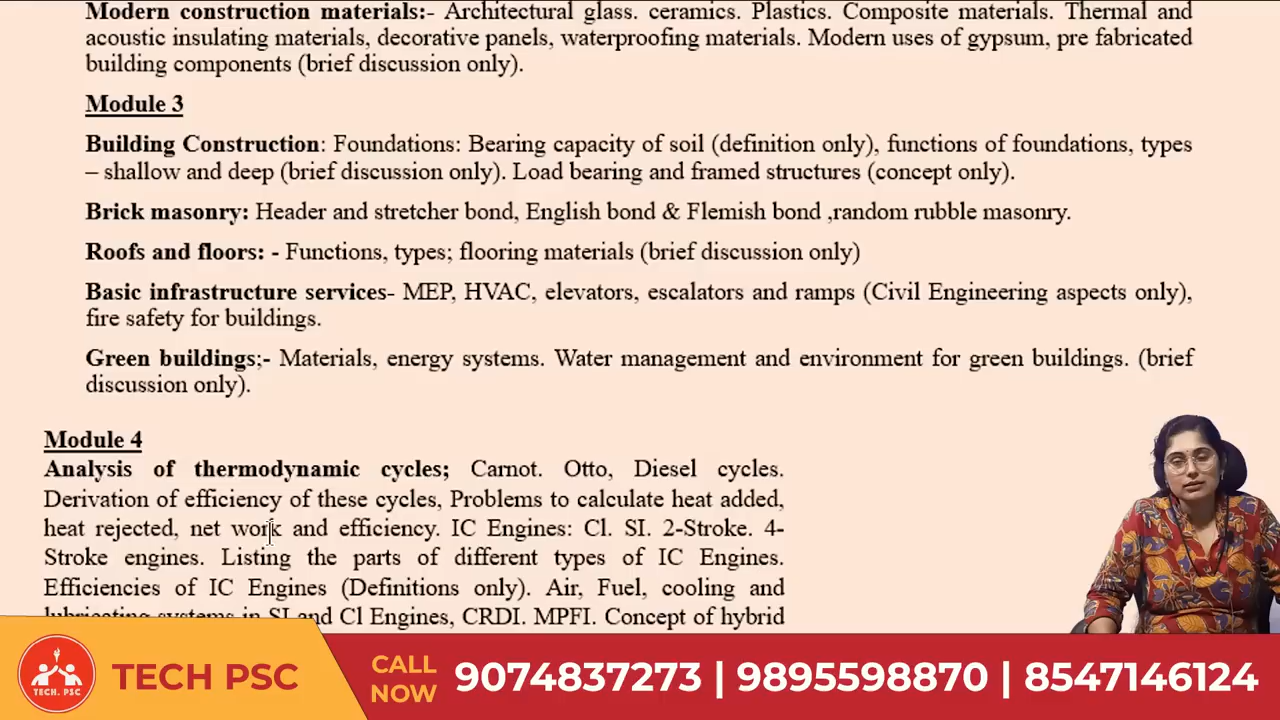 Modern construction materials:- Architectural glass. ceramics. Plastics. Composite materials. Thermal and
acoustic insulating materials, decorative panels, waterproofing materials. Modern uses of gypsum, pre fabricated
building components (brief discussion only).
Module 3
Building Construction: Foundations: Bearing capacity of soil (definition only), functions of foundations, types
– shallow and deep (brief discussion only). Load bearing and framed structures (concept only).
Brick masonry: Header and stretcher bond, English bond & Flemish bond ,random rubble masonry.
Roofs and floors: - Functions, types; flooring materials (brief discussion only)
Basic infrastructure services- MEP, HVAC, elevators, escalators and ramps (Civil Engineering aspects only),
fire safety for buildings.
Green buildings;- Materials, energy systems. Water management and environment for green buildings. (brief
discussion only).
Module 4
Analysis of thermodynamic cycles; Carnot. Otto, Diesel cycles.
Derivation of efficiency of these cycles, Problems to calculate heat added,
heat rejected, net work and efficiency. IC Engines: Cl. SI. 2-Stroke. 4-
Stroke engines. Listing the parts of different types of IC Engines.
Efficiencies of IC Engines (Definitions only). Air, Fuel, cooling and
lubricating systems in SI and Cl Engines, CRDI. MPFI. Concept of hybrid
TECH. PSC
TECH PSC
CALL
NOW
9074837273 | 9895598870 | 8547146124